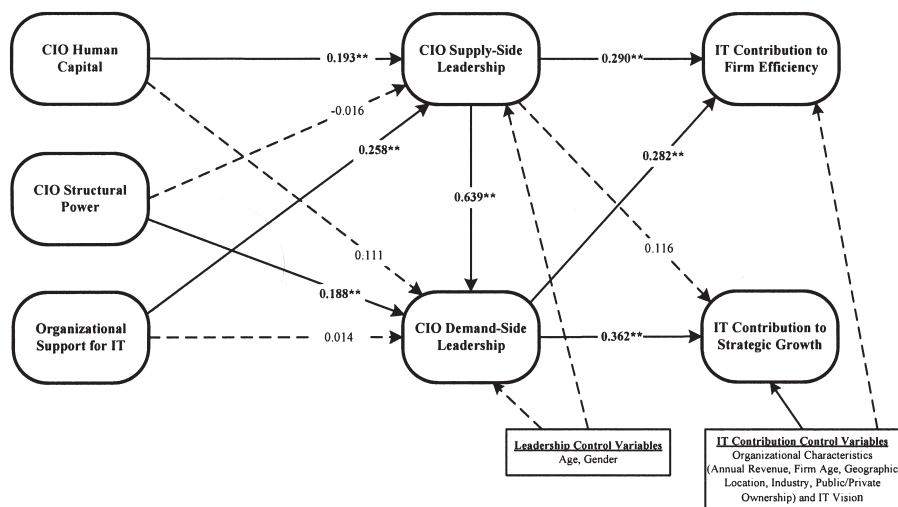 CIO Human
Capital
0.193**
CIO Supply-Side
Leadership
0.290**
IT Contribution to
Firm Efficiency
-0.016
0.258**
0.282**
CIO Structural
Power
0.639**
0.111
0.116
0.188**
Organizational
Support for IT
0.014
CIO Demand-Side
Leadership
0.362**
IT Contribution to
Strategic Growth
Leadership Control Variables
Age, Gender
IT Contribution Control Variables
Organizational Characteristics
(Annual Revenue, Firm Age, Geographic
Location, Industry, Public/Private
Ownership) and IT Vision